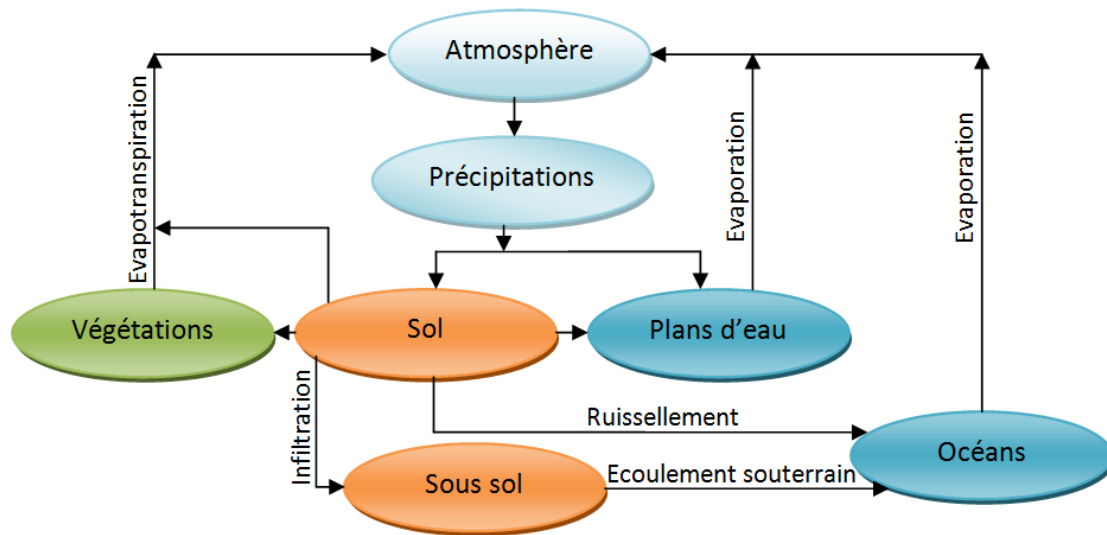 Atmosphère
Précipitations
Evapotranspiration
Evaporation
Evaporation
Végétations
Sol
Plans d'eau
Infiltration
Ruissellement
Océans
Sous sol
Ecoulement souterrain